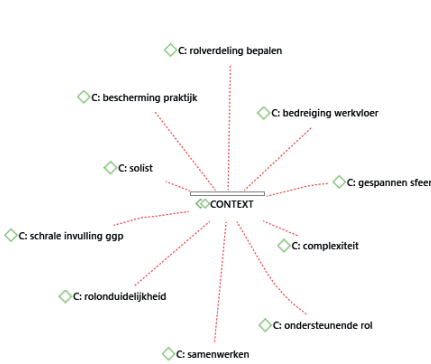 C: rolverdeling bepalen
C: bescherming praktijk
C: bedreiging werkvloer
C: solist
C: gespannen sfeer
CONTEXT
C: schrale invulling ggp
C: complexiteit
C: rolonduidelijkheid
C: ondersteunende rol
C: samenwerken